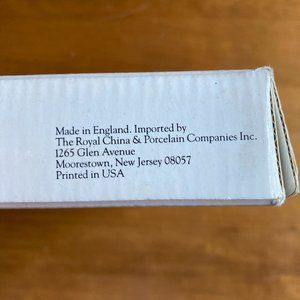 Made in England. Imported by
The Royal China & Porcelain Companies Inc.
1265 Glen Avenue
Moorestown, New Jersey 08057
Printed in USA